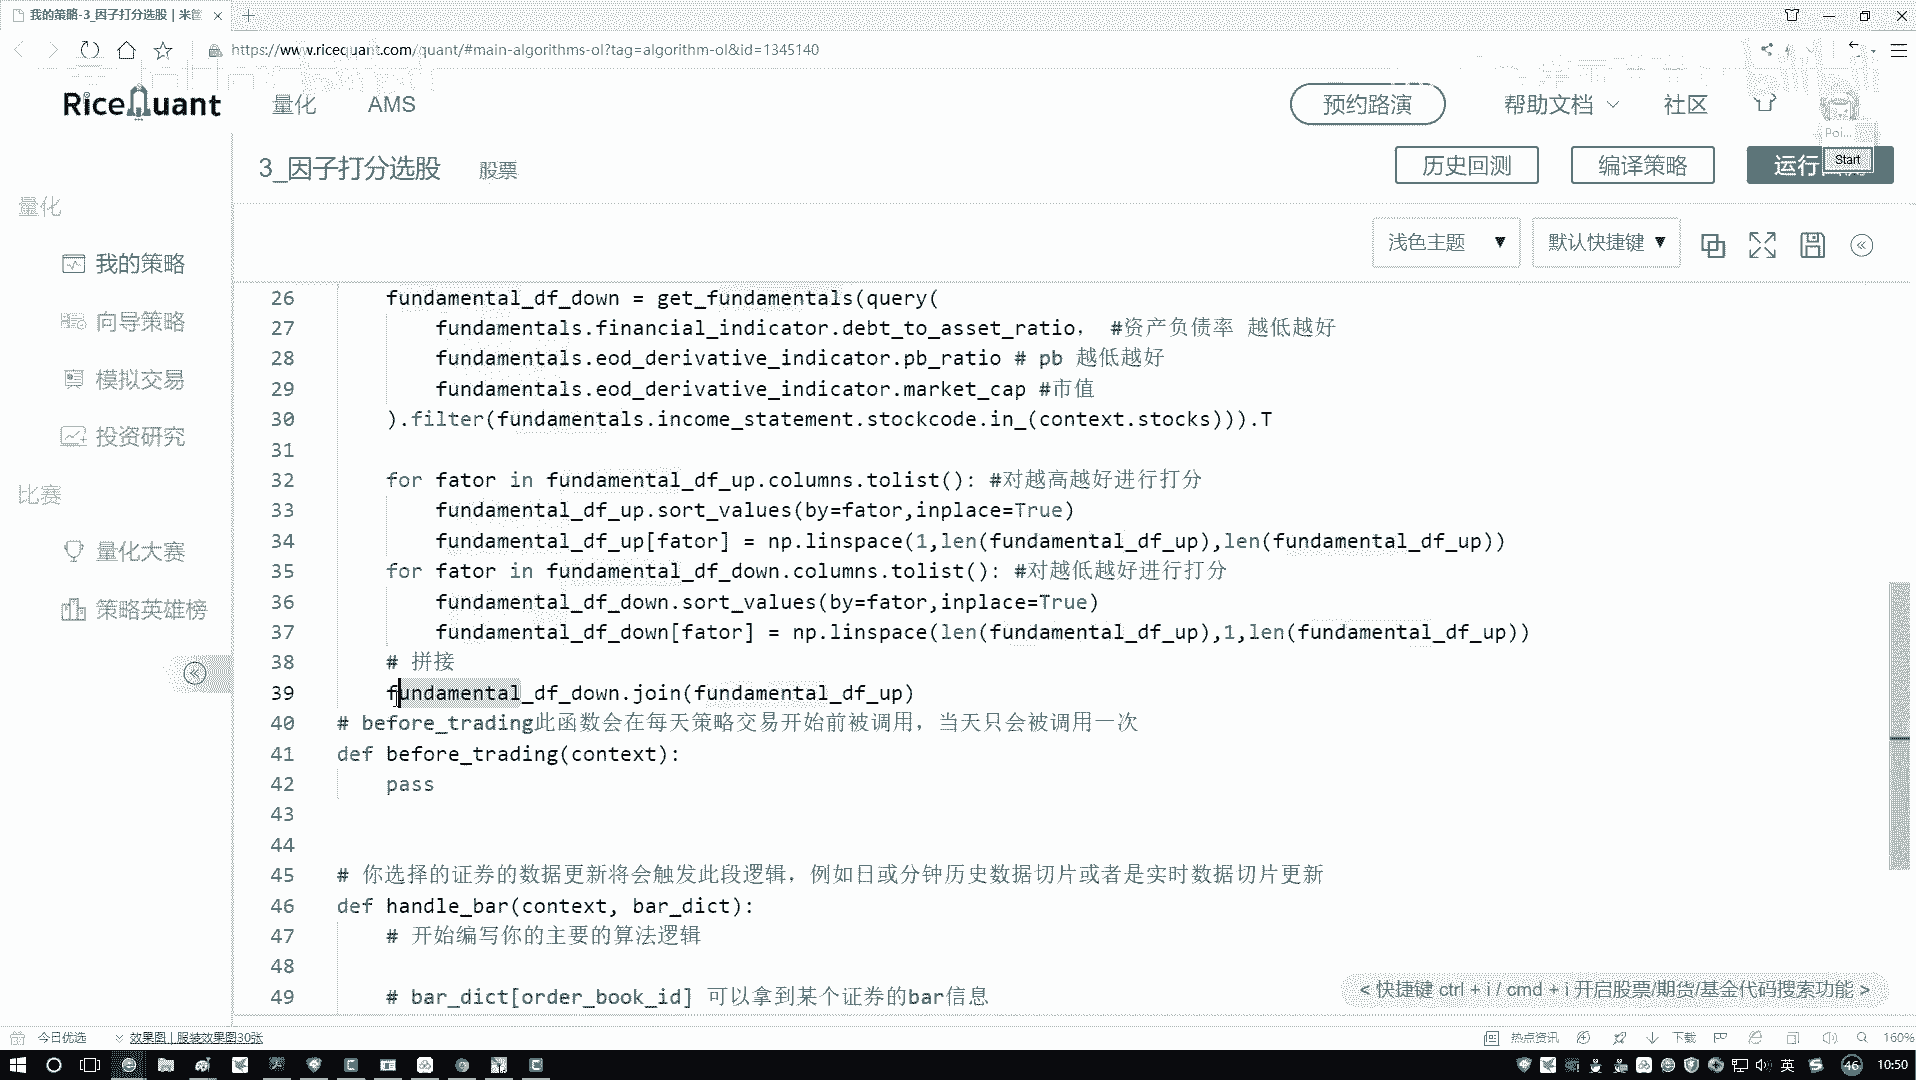 我的策略-3_因子打分选股 | 米筐
https://www.ricequant.com/quant/#main-algorithms-ol?tag=algorithm-ol&id=1345140
RiceQuant
量化
AMS
预约路演
帮助文档
社区
Poi...
3_因子打分选股
股票
历史回测
编译策略
运行
Start
量化
我的策略
向导策略
模拟交易
投资研究
比赛
量化大赛
策略英雄榜
浅色主题 ▼
默认快捷键 ▼
26 fundamental_df_down = get_fundamentals(query(
27 fundamentals.financial_indicator.debt_to_asset_ratio， #资产负债率 越低越好
28 fundamentals.eod_derivative_indicator.pb_ratio # pb 越低越好
29 fundamentals.eod_derivative_indicator.market_cap #市值
30 ).filter(fundamentals.income_statement.stockcode.in_(context.stocks))).T
31
32 for fator in fundamental_df_up.columns.tolist(): #对越高越好进行打分
33 fundamental_df_up.sort_values(by=fator,inplace=True)
34 fundamental_df_up[fator] = np.linspace(1,len(fundamental_df_up),len(fundamental_df_up))
35 for fator in fundamental_df_down.columns.tolist(): #对越低越好进行打分
36 fundamental_df_down.sort_values(by=fator,inplace=True)
37 fundamental_df_down[fator] = np.linspace(len(fundamental_df_up),1,len(fundamental_df_up))
38 # 拼接
39 fundamental_df_down.join(fundamental_df_up)
40 # before_trading此函数会在每天策略交易开始前被调用，当天只会被调用一次
41 def before_trading(context):
42 pass
43
44
45 # 你选择的证券的数据更新将会触发此段逻辑，例如日或分钟历史数据切片或者是实时数据切片更新
46 def handle_bar(context, bar_dict):
47 # 开始编写你的主要的算法逻辑
48
49 # bar_dict[order_book_id] 可以拿到某个证券的bar信息
< 快捷键 ctrl + i / cmd + i 开启股票/期货/基金代码搜索功能 >
今日优选
效果图 | 服装效果图30张
热点资讯
下载
160%
英
46
10:50